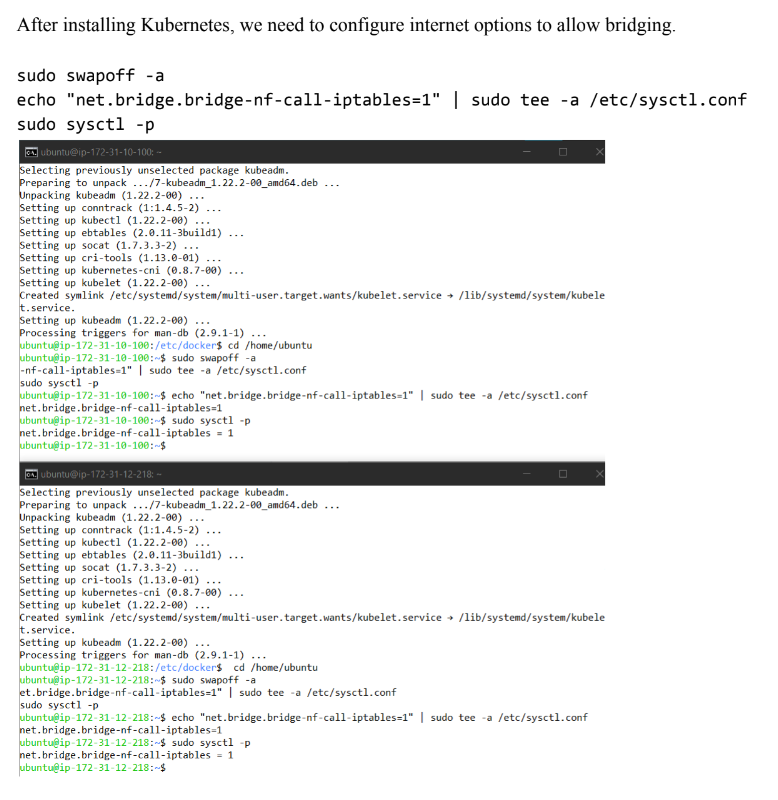 After installing Kubernetes, we need to configure internet options to allow bridging.
sudo swapoff -a
echo "net.bridge.bridge-nf-call-iptables=1" | sudo tee -a /etc/sysctl.conf
sudo sysctl -p
ubuntu@ip-172-31-10-100: ~
Selecting previously unselected package kubeadm.
Preparing to unpack .../7-kubeadm_1.22.2-00_amd64.deb ...
Unpacking kubeadm (1.22.2-00) ...
Setting up conntrack (1:1.4.5-2) ...
Setting up kubectl (1.22.2-00) ...
Setting up ebtables (2.0.11-3build1) ...
Setting up socat (1.7.3.3-2) ...
Setting up cri-tools (1.13.0-01) ...
Setting up kubernetes-cni (0.8.7-00) ...
Setting up kubelet (1.22.2-00) ...
Created symlink /etc/systemd/system/multi-user.target.wants/kubelet.service → /lib/systemd/system/kubele
t.service.
Setting up kubeadm (1.22.2-00) ...
Processing triggers for man-db (2.9.1-1) ...
ubuntu@ip-172-31-10-100:/etc/docker$ cd /home/ubuntu
ubuntu@ip-172-31-10-100:~$ sudo swapoff -a
-nf-call-iptables=1" | sudo tee -a /etc/sysctl.conf
sudo sysctl -p
ubuntu@ip-172-31-10-100:~$ echo "net.bridge.bridge-nf-call-iptables=1" | sudo tee -a /etc/sysctl.conf
net.bridge.bridge-nf-call-iptables=1
ubuntu@ip-172-31-10-100:~$ sudo sysctl -p
net.bridge.bridge-nf-call-iptables = 1
ubuntu@ip-172-31-10-100:~$
ubuntu@ip-172-31-12-218: ~
Selecting previously unselected package kubeadm.
Preparing to unpack .../7-kubeadm_1.22.2-00_amd64.deb ...
Unpacking kubeadm (1.22.2-00) ...
Setting up conntrack (1:1.4.5-2) ...
Setting up kubectl (1.22.2-00) ...
Setting up ebtables (2.0.11-3build1) ...
Setting up socat (1.7.3.3-2) ...
Setting up cri-tools (1.13.0-01) ...
Setting up kubernetes-cni (0.8.7-00) ...
Setting up kubelet (1.22.2-00) ...
Created symlink /etc/systemd/system/multi-user.target.wants/kubelet.service → /lib/systemd/system/kubele
t.service.
Setting up kubeadm (1.22.2-00) ...
Processing triggers for man-db (2.9.1-1) ...
ubuntu@ip-172-31-12-218:/etc/docker$  cd /home/ubuntu
ubuntu@ip-172-31-12-218:~$ sudo swapoff -a
et.bridge.bridge-nf-call-iptables=1" | sudo tee -a /etc/sysctl.conf
sudo sysctl -p
ubuntu@ip-172-31-12-218:~$ echo "net.bridge.bridge-nf-call-iptables=1" | sudo tee -a /etc/sysctl.conf
net.bridge.bridge-nf-call-iptables=1
ubuntu@ip-172-31-12-218:~$ sudo sysctl -p
net.bridge.bridge-nf-call-iptables = 1
ubuntu@ip-172-31-12-218:~$